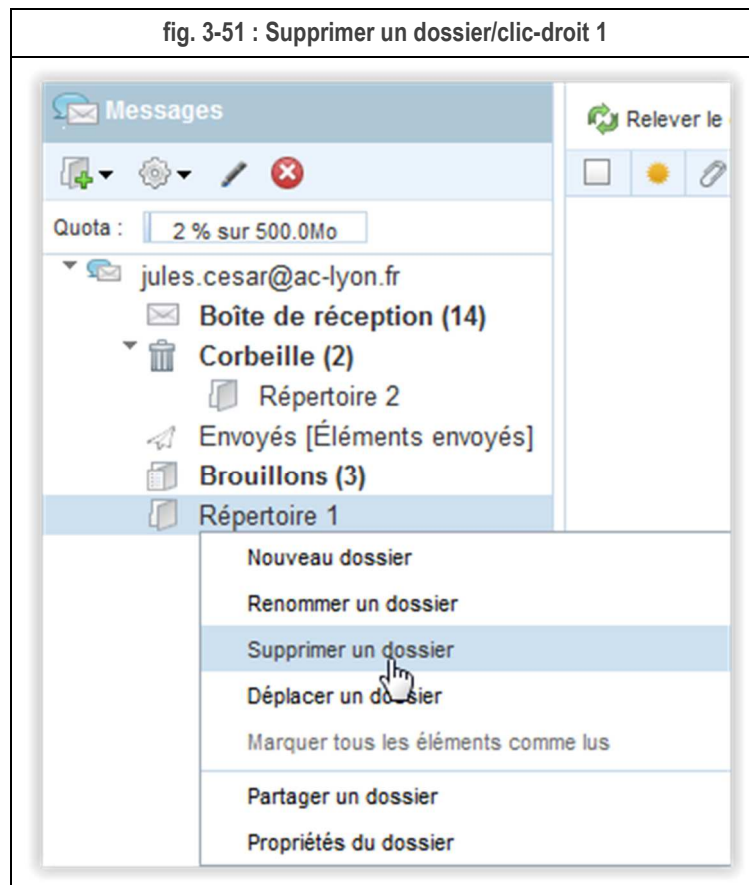 fig. 3-51 : Supprimer un dossier/clic-droit 1
Messages
Relever le
Quota : 2 % sur 500.0Mo
jules.cesar@ac-lyon.fr
Boîte de réception (14)
Corbeille (2)
Répertoire 2
Envoyés [Éléments envoyés]
Brouillons (3)
Répertoire 1
Nouveau dossier
Renommer un dossier
Supprimer un dossier
Déplacer un dossier
Marquer tous les éléments comme lus
Partager un dossier
Propriétés du dossier